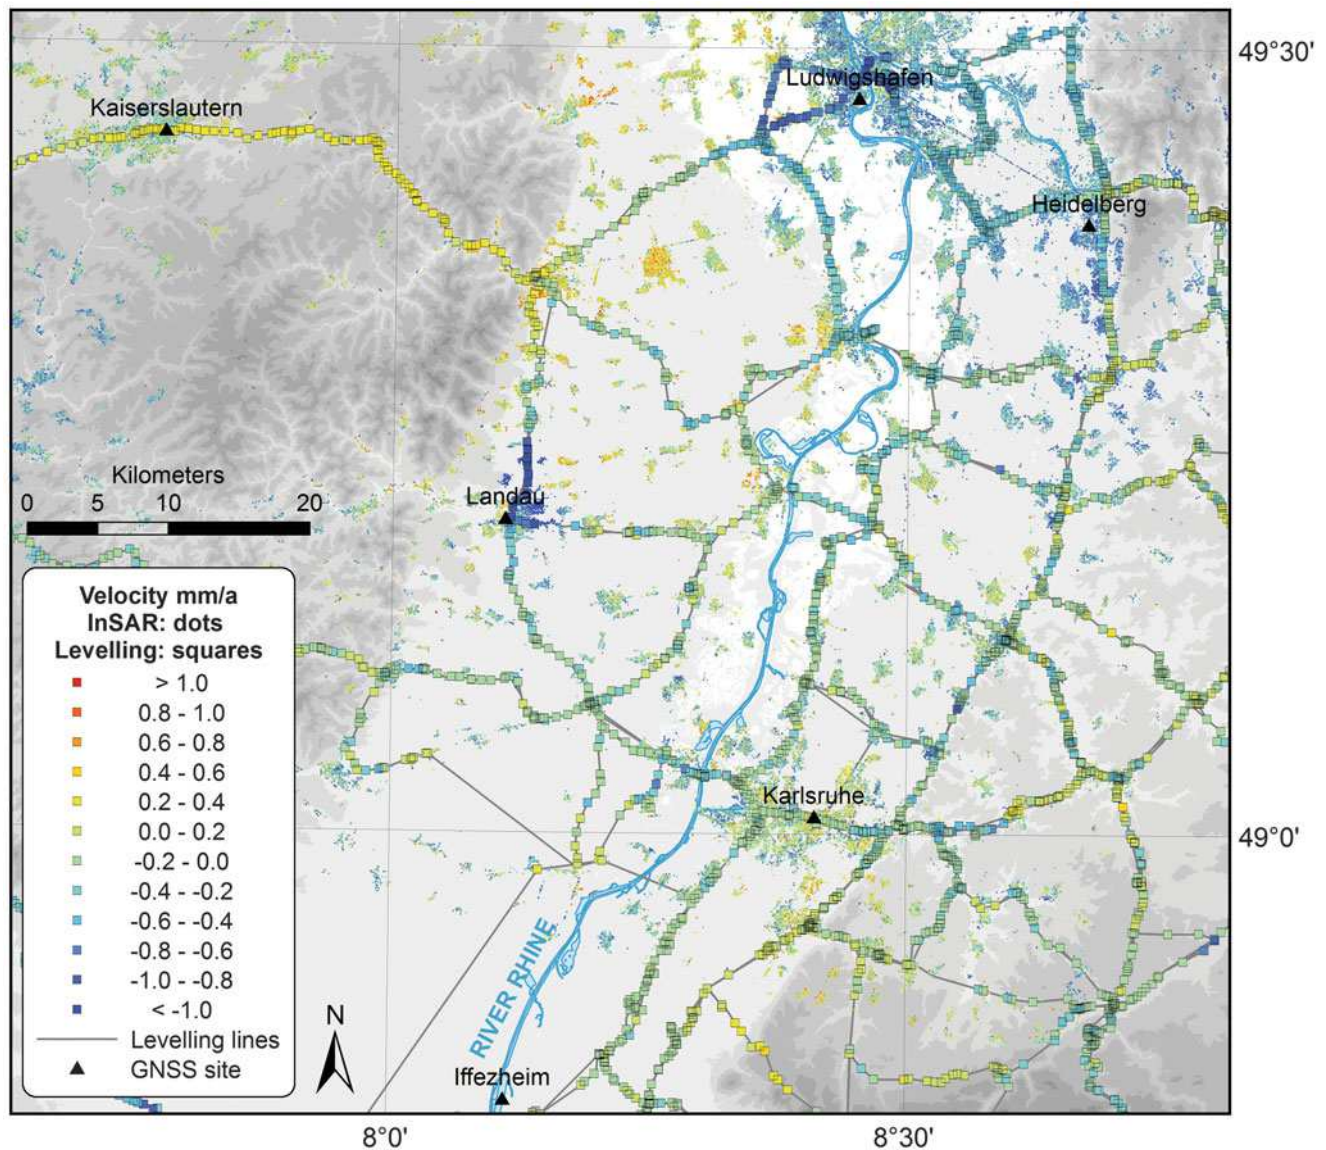 49°30'
Ludwigshafen
Kaiserslautern
Heidelberg
Kilometers
0 5 10 20
Landau
Velocity mm/a
InSAR: dots
Levelling: squares
> 1.0
0.8 - 1.0
0.6 - 0.8
0.4 - 0.6
0.2 - 0.4
0.0 - 0.2
-0.2 - 0.0
-0.4 - -0.2
-0.6 - -0.4
-0.8 - -0.6
-1.0 - -0.8
< -1.0
Levelling lines
GNSS site
Karlsruhe
49°0'
RIVER RHINE
N
Iffezheim
8°0'
8°30'